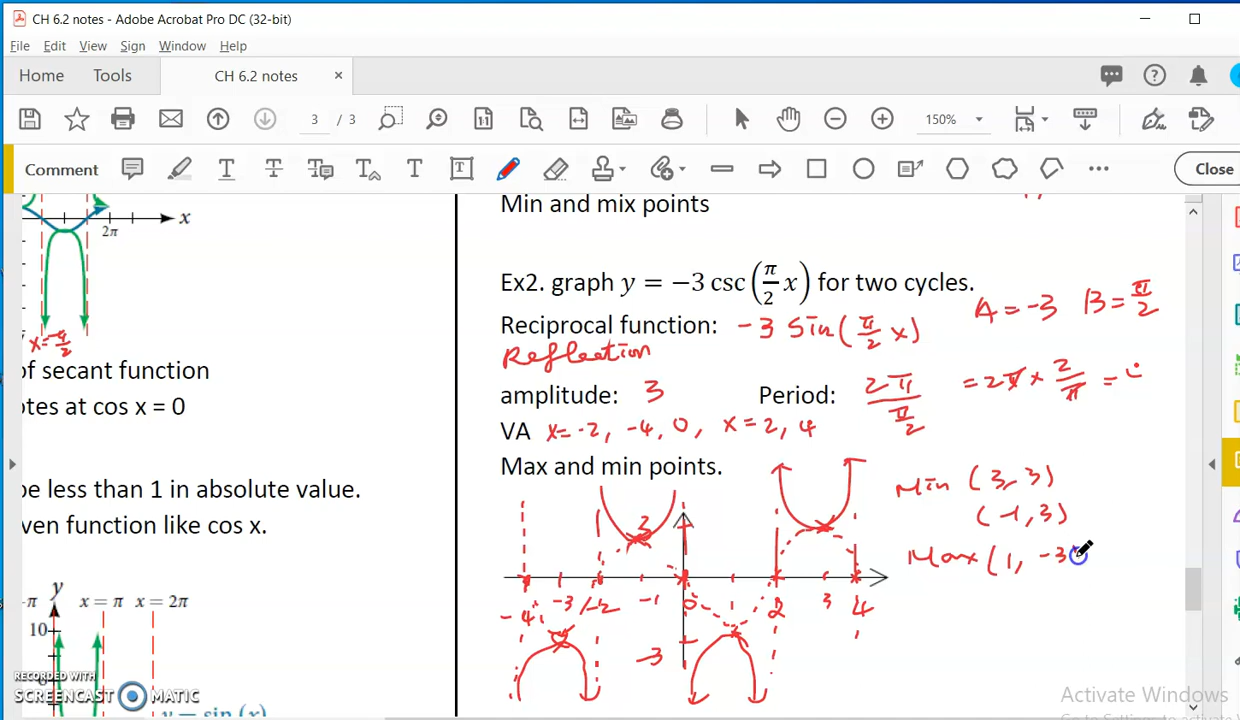 CH 6.2 notes - Adobe Acrobat Pro DC (32-bit)
File Edit View Sign Window Help
Home Tools CH 6.2 notes ×
3 / 3 150%
Comment Close
x
2π
x=-π/2
of secant function
otes at cos x = 0
be less than 1 in absolute value.
ven function like cos x.
-π y x = π x = 2π
10
RECORDED WITH
SCREENCAST MATIC
y = sin (x)
Min and mix points
Ex2. graph y = −3 csc(π/2 x) for two cycles.
A = -3 B = π/2
Reciprocal function: -3 Sin(π/2 x)
Reflection
amplitude: 3 Period: 2π/(π/2) = 2π × 2/π =
VA x=-2, -4, 0, x=2, 4
Max and min points.
Min (3, 3)
(-1, 3)
Max (1, -3)
3
-4 -3 -2 -1 0 2 3 4
-3
Activate Windows